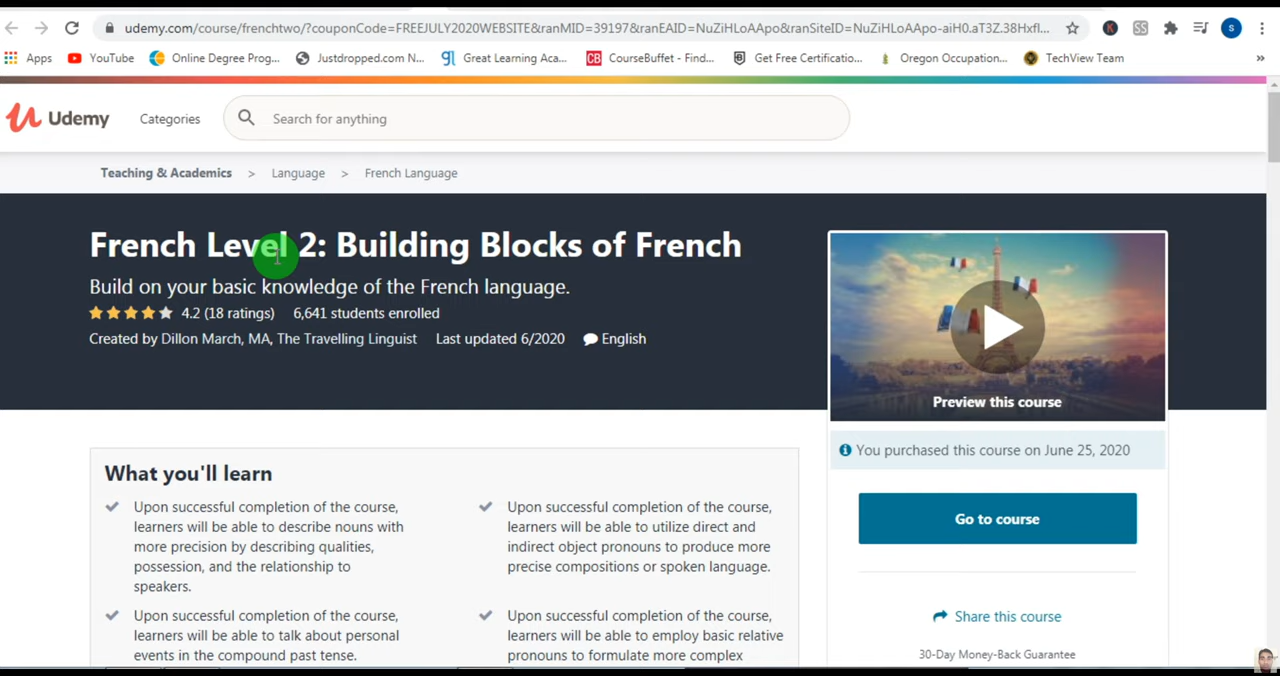 udemy.com/course/frenchtwo/?couponCode=FREEJULY2020WEBSITE&ranMID=39197&ranEAID=NuZiHLoAApo&ranSiteID=NuZiHLoAApo-aiH0.aT3Z.38Hxfl...
S
Apps YouTube Online Degree Prog... Justdropped.com N... Great Learning Aca... CourseBuffet - Find... Get Free Certificatio... Oregon Occupation... TechView Team »
Udemy Categories Search for anything
Teaching & Academics > Language > French Language
French Level 2: Building Blocks of French
Build on your basic knowledge of the French language.
4.2 (18 ratings) 6,641 students enrolled
Created by Dillon March, MA, The Travelling Linguist Last updated 6/2020 English
Preview this course
You purchased this course on June 25, 2020
Go to course
Share this course
30-Day Money-Back Guarantee
What you'll learn
Upon successful completion of the course,
learners will be able to describe nouns with
more precision by describing qualities,
possession, and the relationship to
speakers.
Upon successful completion of the course,
learners will be able to utilize direct and
indirect object pronouns to produce more
precise compositions or spoken language.
Upon successful completion of the course,
learners will be able to talk about personal
events in the compound past tense.
Upon successful completion of the course,
learners will be able to employ basic relative
pronouns to formulate more complex